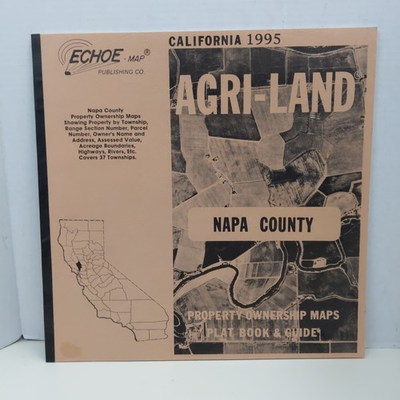 ECHOE MAP®
PUBLISHING CO.
Napa County
Property Ownership Maps
Showing Property by Township,
Range Section Number, Parcel
Number, Owner's Name and
Address, Assessed Value,
Acreage Boundaries,
Highways, Rivers, Etc.
Covers 37 Townships.
CALIFORNIA 1995
AGRI-LAND
NAPA COUNTY
PROPERTY OWNERSHIP MAPS
PLAT BOOK & GUIDE